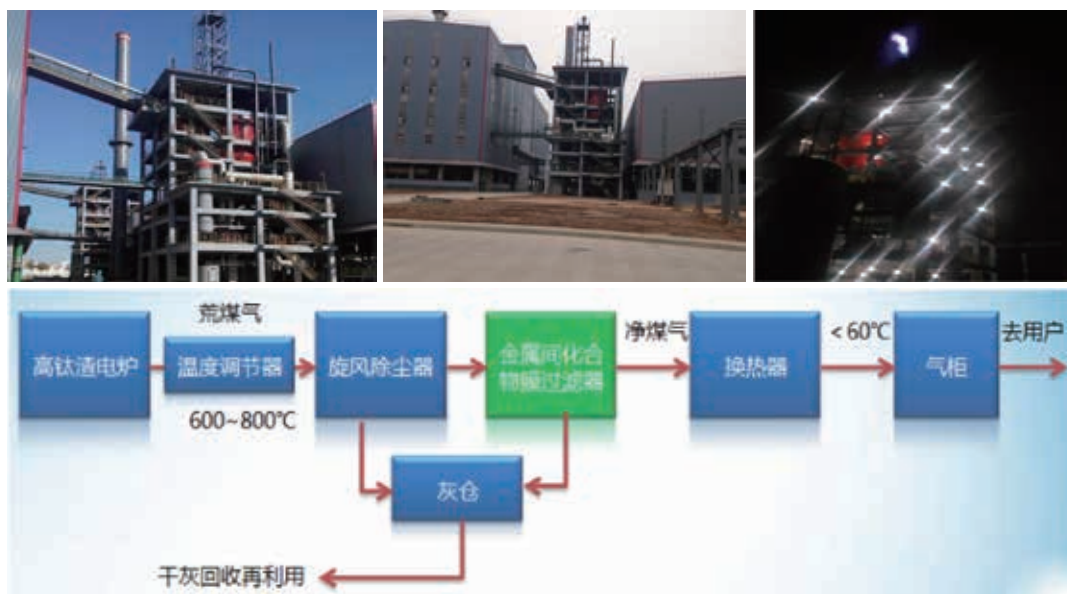 荒煤气
净煤气
<60℃
去用户
高钛渣电炉
温度调节器
旋风除尘器
金属间化合
物膜过滤器
换热器
气柜
600~800℃
灰仓
干灰回收再利用